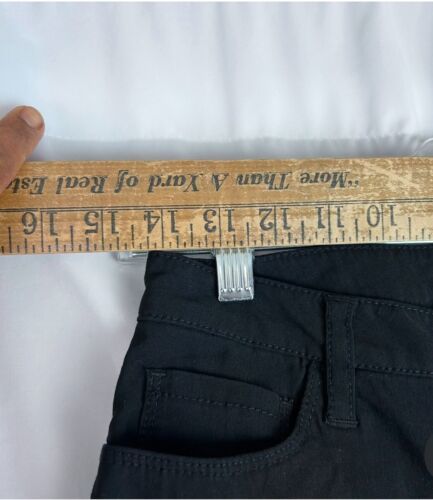 10 11 12 13 14 15 16
"More Than A Yard of Real Est